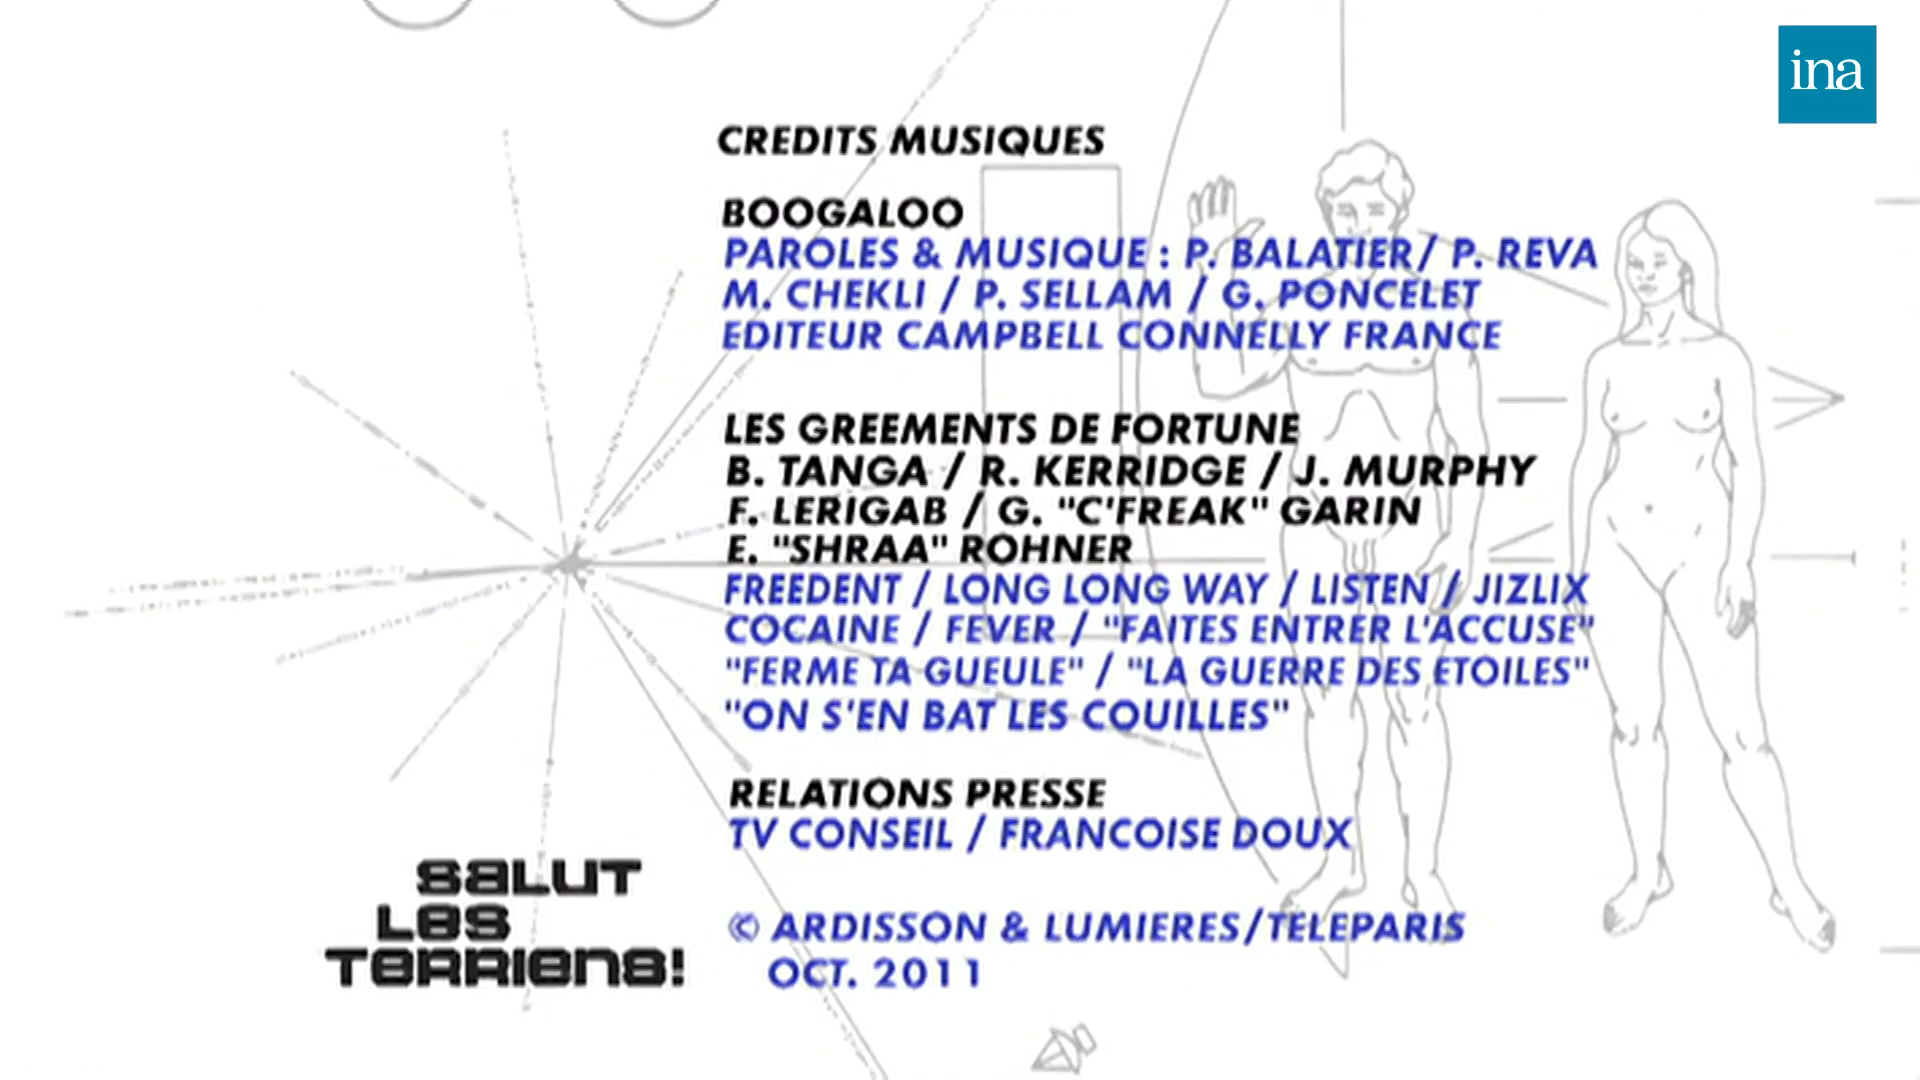 ina
CREDITS MUSIQUES
BOOGALOO
PAROLES & MUSIQUE : P. BALATIER/ P. REVA
M. CHEKLI / P. SELLAM / G. PONCELET
EDITEUR CAMPBELL CONNELLY FRANCE
LES GREEMENTS DE FORTUNE
B. TANGA / R. KERRIDGE / J. MURPHY
F. LERIGAB / G. "C'FREAK" GARIN
E. "SHRAA" ROHNER
FREEDENT / LONG LONG WAY / LISTEN / JIZLIX
COCAINE / FEVER / "FAITES ENTRER L'ACCUSE"
"FERME TA GUEULE" / "LA GUERRE DES ETOILES"
"ON S'EN BAT LES COUILLES"
RELATIONS PRESSE
TV CONSEIL / FRANCOISE DOUX
© ARDISSON & LUMIERES/TELEPARIS
OCT. 2011
SALUT
LES
TERRIENS!